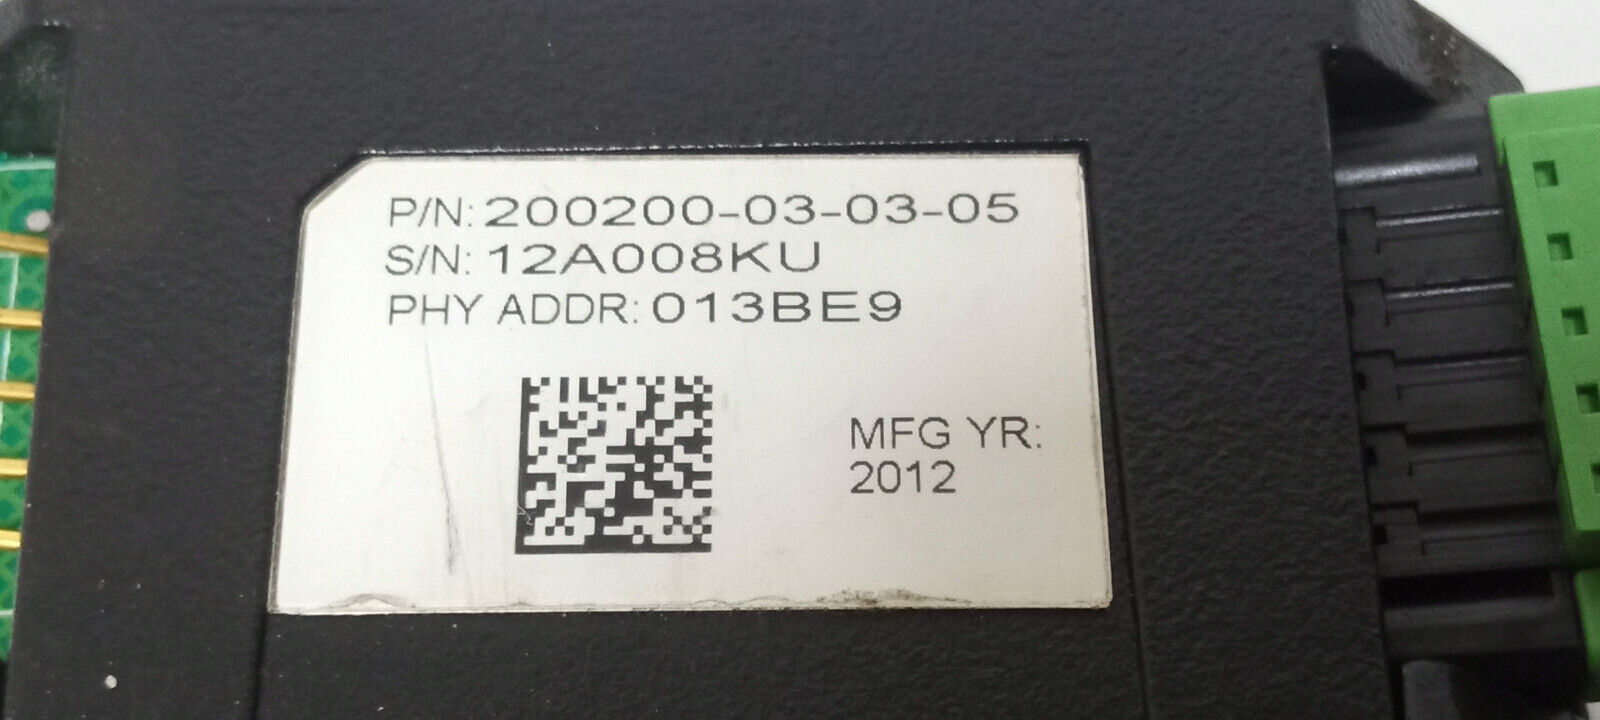 P/N: 200200-03-03-05
S/N: 12A008KU
PHY ADDR: 013BE9
MFG YR:
2012